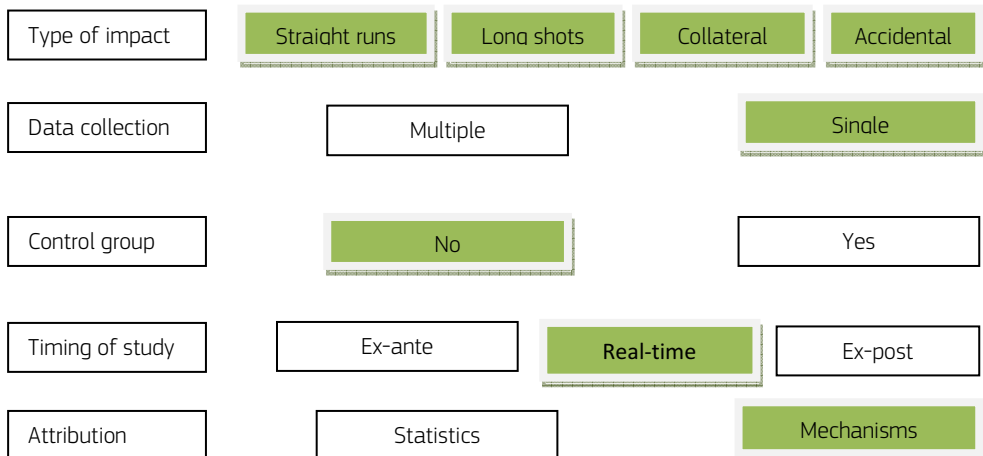 Type of impact
Straight runs
Long shots
Collateral
Accidental
Data collection
Multiple
Single
Control group
No
Yes
Timing of study
Ex-ante
Real-time
Ex-post
Attribution
Statistics
Mechanisms